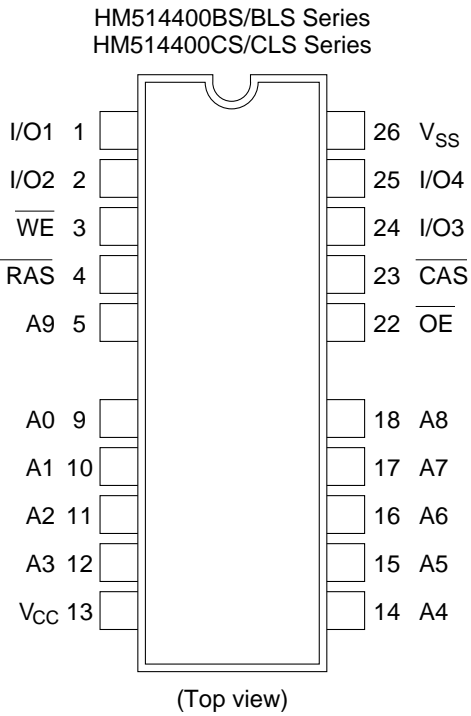 HM514400BS/BLS Series
HM514400CS/CLS Series
I/O1 1 26 VSS
I/O2 2 25 I/O4
WE 3 24 I/O3
RAS 4 23 CAS
A9 5 22 OE
A0 9 18 A8
A1 10 17 A7
A2 11 16 A6
A3 12 15 A5
VCC 13 14 A4
(Top view)